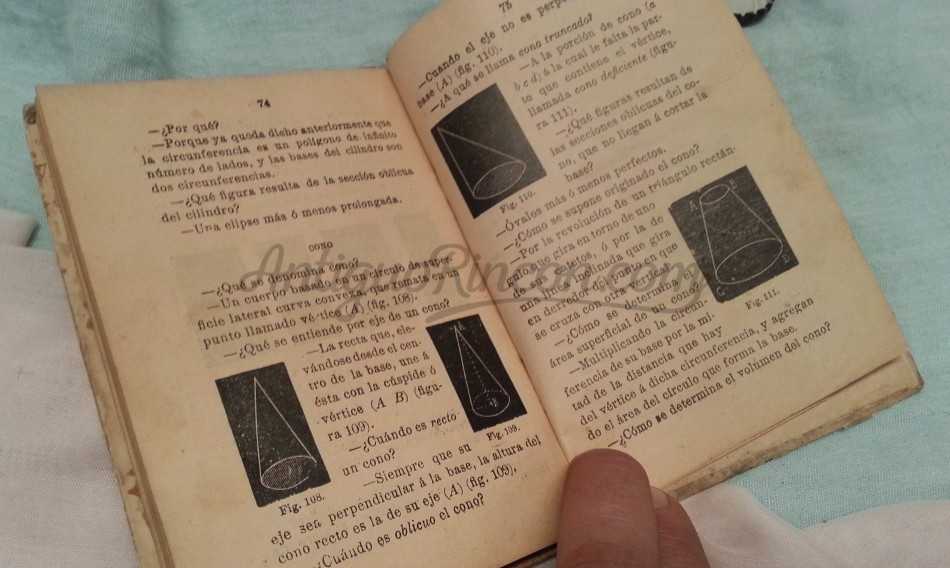 74
—¿Por qué?
—Porque ya queda dicho anteriormente que
la circunferencia es un polígono de infinito
número de lados, y las bases del cilindro son
dos circunferencias.
—¿Qué figura resulta de la sección oblicua
del cilindro?
—Una elipse más ó menos prolongada.
CONO
—¿Qué se denomina cono?
—Un cuerpo basado en un círculo de super-
ficie lateral curva convexa, que remata en un
punto llamado vértice (A) (fig. 108).
—¿Qué se entiende por eje de un cono?
—La recta que, ele-
vándose desde el cen-
tro de la base, une á
ésta con la cúspide ó
vértice (A B) (figu-
ra 109).
—¿Cuándo es recto
un cono?
—Siempre que su
Fig. 108.
Fig. 109.
eje sea perpendicular á la base, la altura del
cono recto es la de su eje (A) (fig. 109).
¿Cuándo es oblicuo el cono?
—Cuando el eje no es
base (A) (fig. 110).
—¿A qué se llama cono truncado?
—A la porción de cono (a
b c d) á la cual le falta la par-
te que contiene el vértice,
llamada cono deficiente (figu-
ra 111).
—¿Qué figuras resultan de
las secciones oblicuas del co-
no, que no llegan á cortar la
base?
Fig. 110.
—Óvalos más ó menos perfectos.
—¿Cómo se supone originado el cono?
—Por la revolución de un triángulo rectán-
gulo que gira en torno de uno
de sus catetos, ó por la de
una recta inclinada que gira
en derredor del punto en que
se cruza con otra vertical.
—¿Cómo se determina el
área superficial de un cono?
—Multiplicando la circun-
ferencia de su base por la mi-
tad de la distancia que hay
A B
C D
Fig. 111.
del vértice á dicha circunferencia, y agregan
do el área del círculo que forma la base.
—¿Cómo se determina el volumen del cono?
AntiguoRincon.com